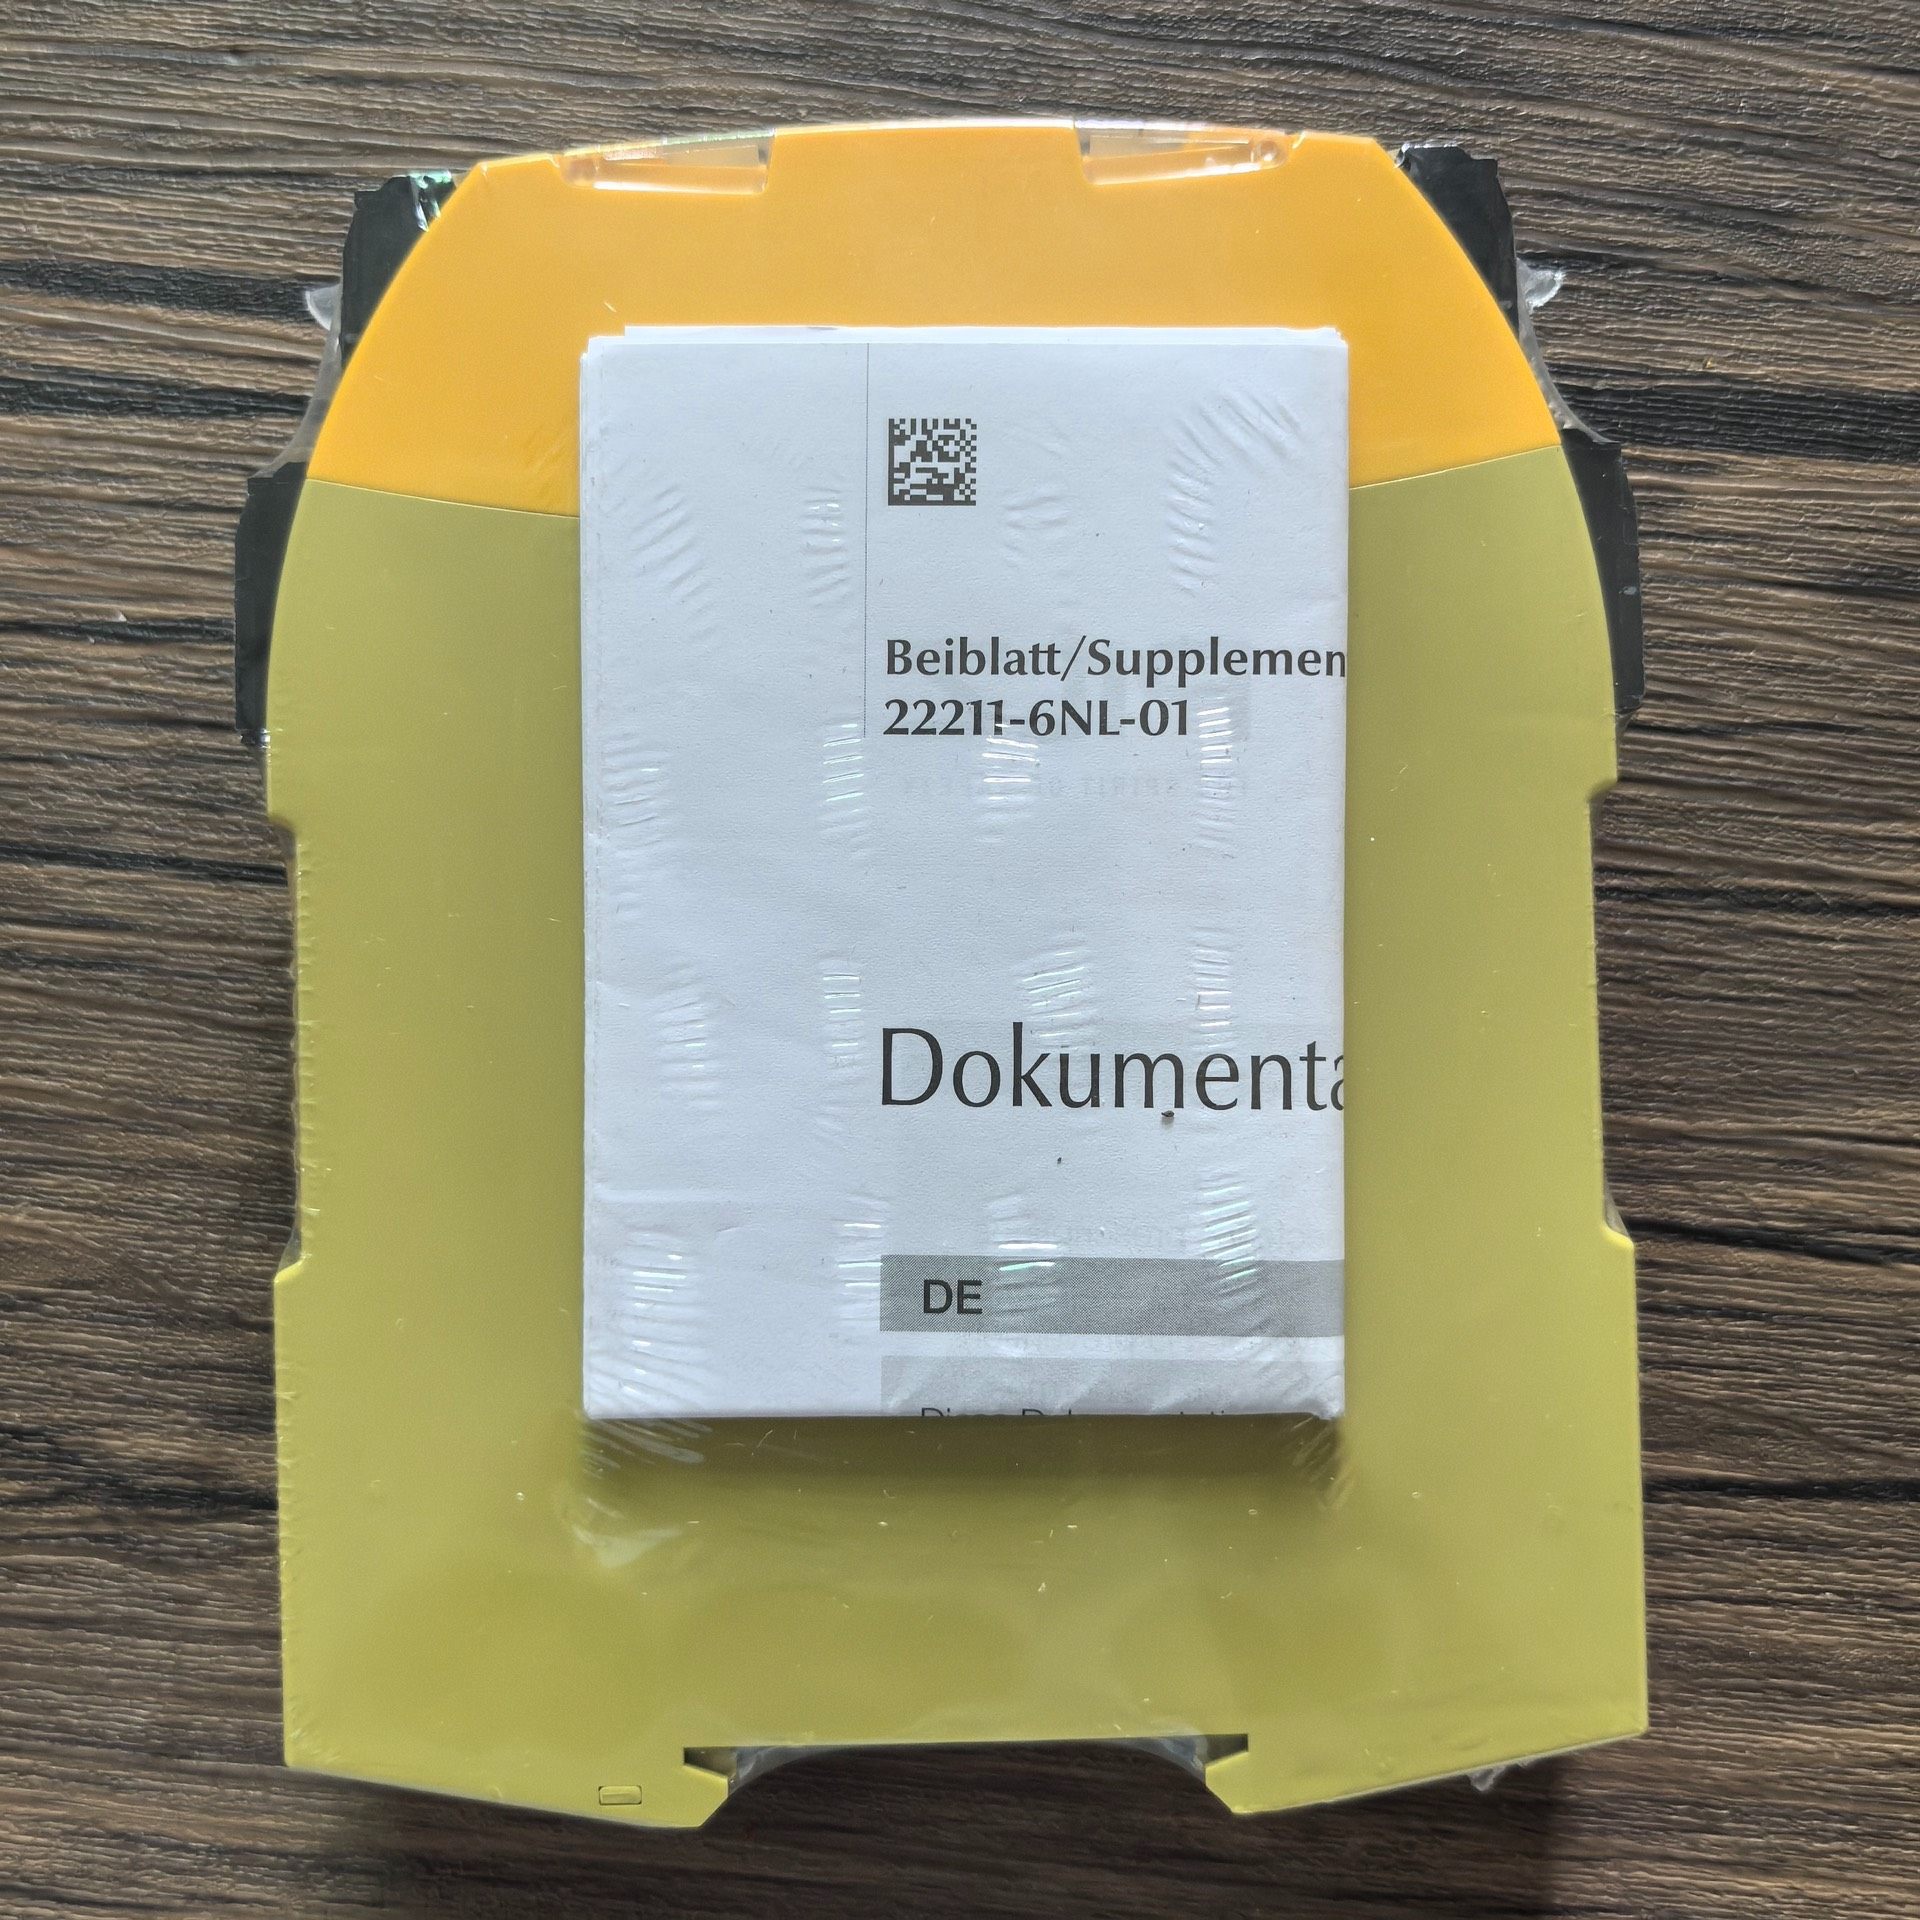 Beiblatt/Supplemen
22211-6NL-01
Dokumenta
DE